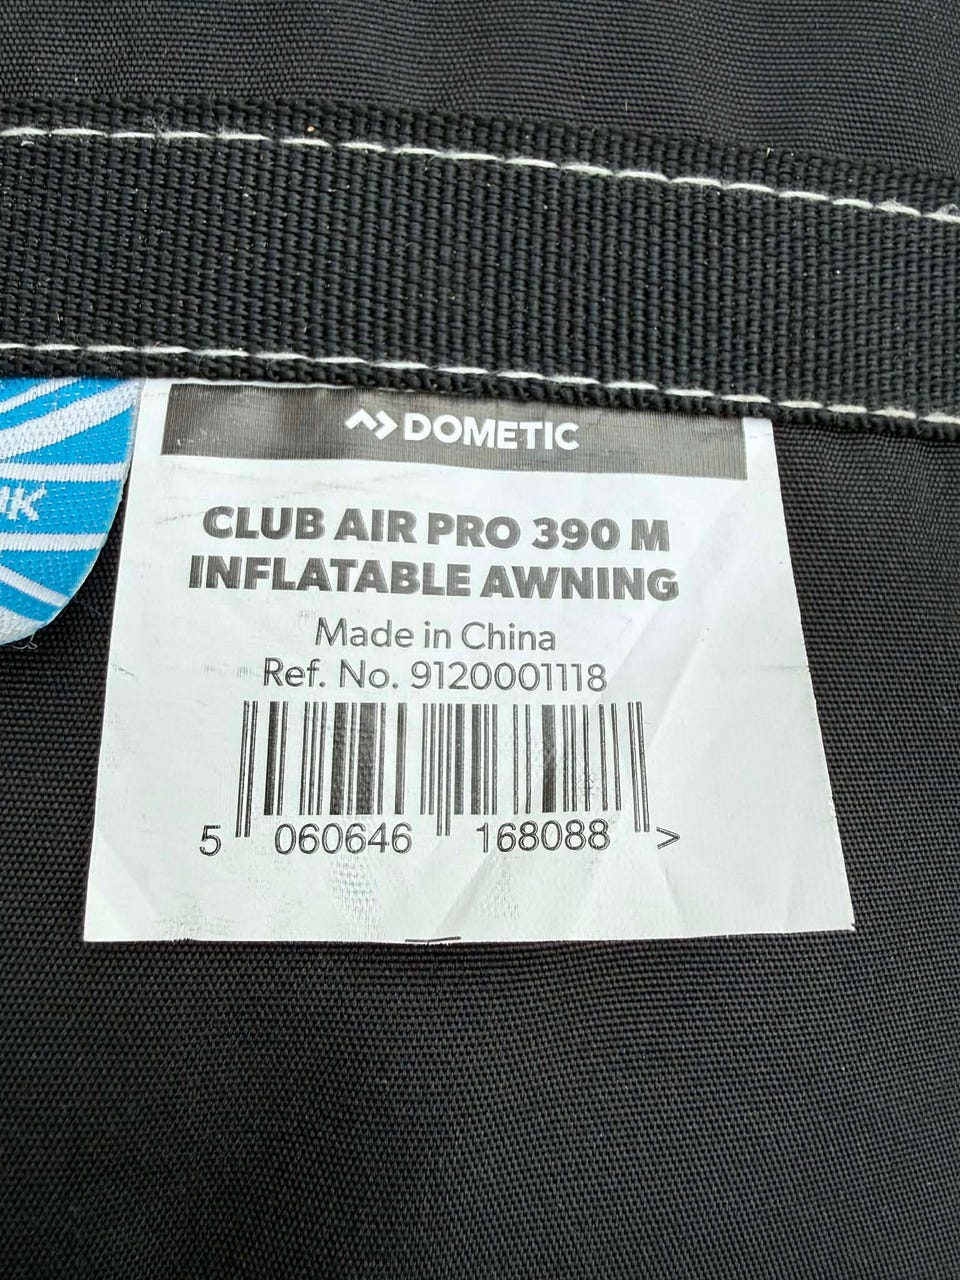 DOMETIC
CLUB AIR PRO 390 M
INFLATABLE AWNING
Made in China
Ref. No. 9120001118
5 060646 168088 >